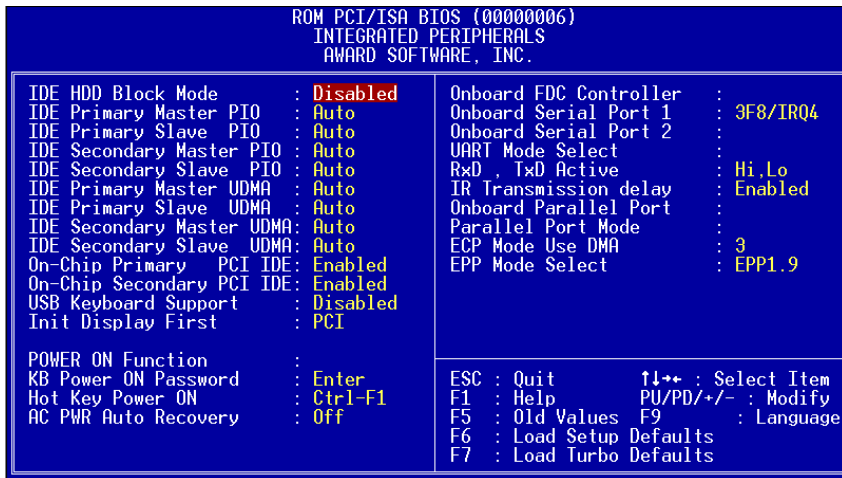 ROM PCI/ISA BIOS (00000006)
INTEGRATED PERIPHERALS
AWARD SOFTWARE, INC.
IDE HDD Block Mode : Disabled
IDE Primary Master PIO : Auto
IDE Primary Slave PIO : Auto
IDE Secondary Master PIO : Auto
IDE Secondary Slave PIO : Auto
IDE Primary Master UDMA : Auto
IDE Primary Slave UDMA : Auto
IDE Secondary Master UDMA: Auto
IDE Secondary Slave UDMA: Auto
On-Chip Primary PCI IDE: Enabled
On-Chip Secondary PCI IDE: Enabled
USB Keyboard Support : Disabled
Init Display First : PCI
POWER ON Function :
KB Power ON Password : Enter
Hot Key Power ON : Ctrl-F1
AC PWR Auto Recovery : Off
Onboard FDC Controller :
Onboard Serial Port 1 : 3F8/IRQ4
Onboard Serial Port 2 :
UART Mode Select :
RxD , TxD Active : Hi,Lo
IR Transmission delay : Enabled
Onboard Parallel Port :
Parallel Port Mode :
ECP Mode Use DMA : 3
EPP Mode Select : EPP1.9
ESC : Quit ↑↓→← : Select Item
F1 : Help PU/PD/+/- : Modify
F5 : Old Values F9 : Language
F6 : Load Setup Defaults
F7 : Load Turbo Defaults